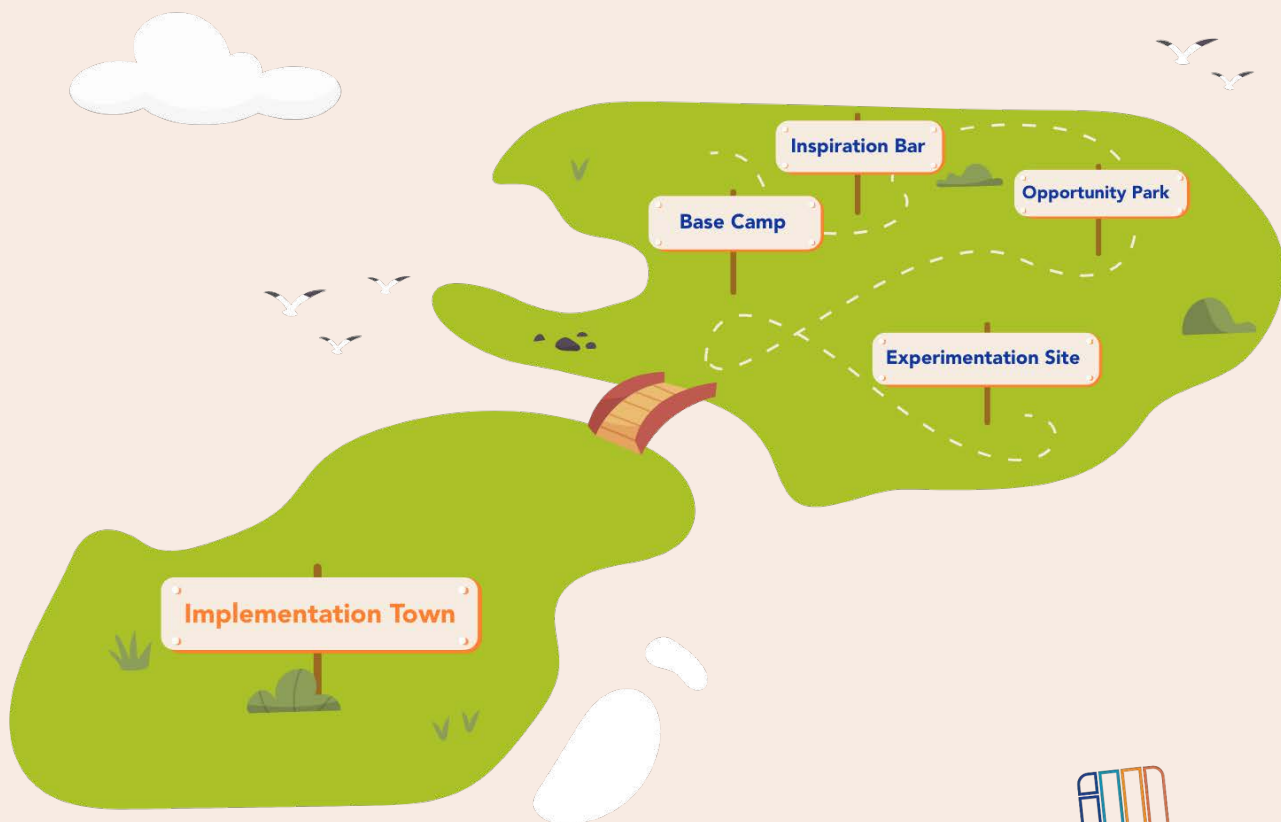 Inspiration Bar
Opportunity Park
Base Camp
Experimentation Site
Implementation Town